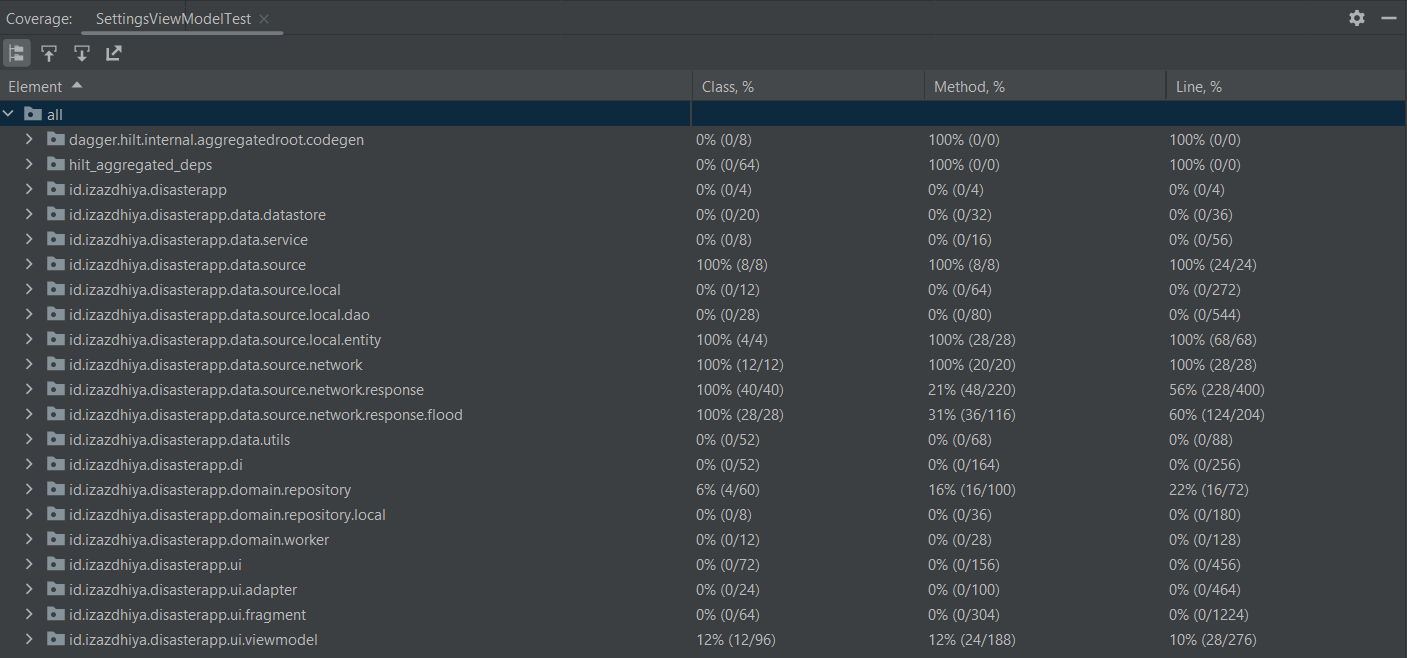 Coverage: SettingsViewModelTest
Element Class, % Method, % Line, %
all
dagger.hilt.internal.aggregatedroot.codegen 0% (0/8) 100% (0/0) 100% (0/0)
hilt_aggregated_deps 0% (0/64) 100% (0/0) 100% (0/0)
id.izazdhiya.disasterapp 0% (0/4) 0% (0/4) 0% (0/4)
id.izazdhiya.disasterapp.data.datastore 0% (0/20) 0% (0/32) 0% (0/36)
id.izazdhiya.disasterapp.data.service 0% (0/8) 0% (0/16) 0% (0/56)
id.izazdhiya.disasterapp.data.source 100% (8/8) 100% (8/8) 100% (24/24)
id.izazdhiya.disasterapp.data.source.local 0% (0/12) 0% (0/64) 0% (0/272)
id.izazdhiya.disasterapp.data.source.local.dao 0% (0/28) 0% (0/80) 0% (0/544)
id.izazdhiya.disasterapp.data.source.local.entity 100% (4/4) 100% (28/28) 100% (68/68)
id.izazdhiya.disasterapp.data.source.network 100% (12/12) 100% (20/20) 100% (28/28)
id.izazdhiya.disasterapp.data.source.network.response 100% (40/40) 21% (48/220) 56% (228/400)
id.izazdhiya.disasterapp.data.source.network.response.flood 100% (28/28) 31% (36/116) 60% (124/204)
id.izazdhiya.disasterapp.data.utils 0% (0/52) 0% (0/68) 0% (0/88)
id.izazdhiya.disasterapp.di 0% (0/52) 0% (0/164) 0% (0/256)
id.izazdhiya.disasterapp.domain.repository 6% (4/60) 16% (16/100) 22% (16/72)
id.izazdhiya.disasterapp.domain.repository.local 0% (0/8) 0% (0/36) 0% (0/180)
id.izazdhiya.disasterapp.domain.worker 0% (0/12) 0% (0/28) 0% (0/128)
id.izazdhiya.disasterapp.ui 0% (0/72) 0% (0/156) 0% (0/456)
id.izazdhiya.disasterapp.ui.adapter 0% (0/24) 0% (0/100) 0% (0/464)
id.izazdhiya.disasterapp.ui.fragment 0% (0/64) 0% (0/304) 0% (0/1224)
id.izazdhiya.disasterapp.ui.viewmodel 12% (12/96) 12% (24/188) 10% (28/276)